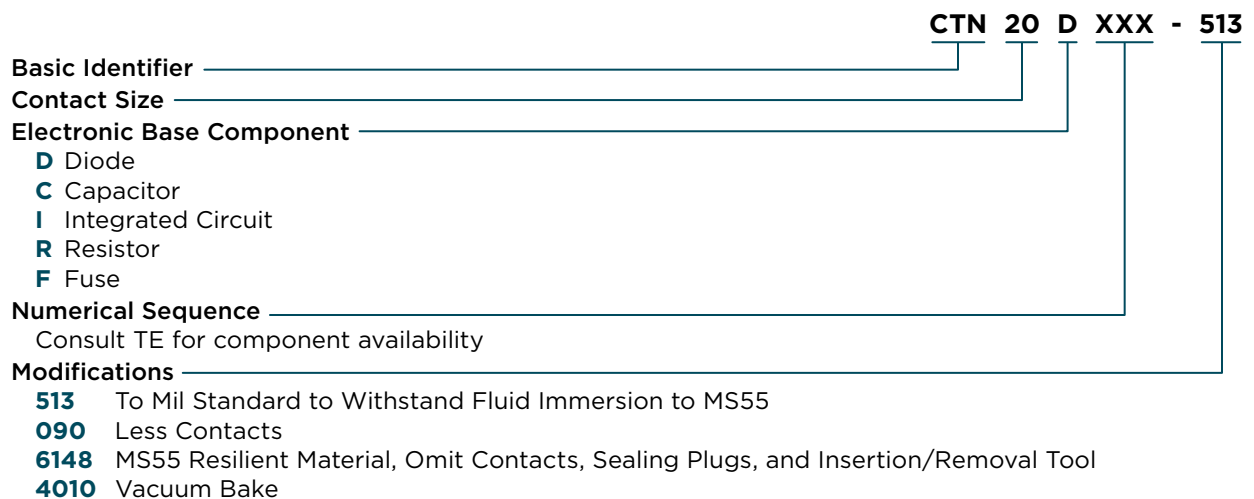 CTN 20 D XXX - 513
Basic Identifier
Contact Size
Electronic Base Component
D Diode
C Capacitor
I Integrated Circuit
R Resistor
F Fuse
Numerical Sequence
Consult TE for component availability
Modifications
513 To Mil Standard to Withstand Fluid Immersion to MS55
090 Less Contacts
6148 MS55 Resilient Material, Omit Contacts, Sealing Plugs, and Insertion/Removal Tool
4010 Vacuum Bake